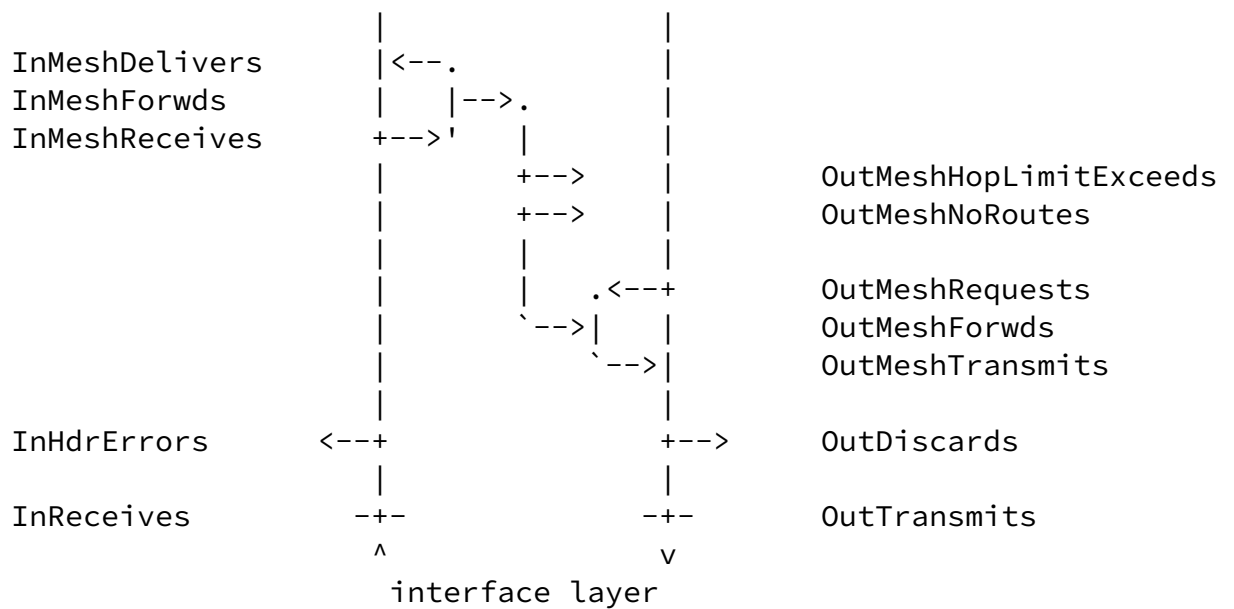 InMeshDelivers
InMeshForwds
InMeshReceives
OutMeshHopLimitExceeds
OutMeshNoRoutes
OutMeshRequests
OutMeshForwds
OutMeshTransmits
InHdrErrors OutDiscards
InReceives OutTransmits
interface layer